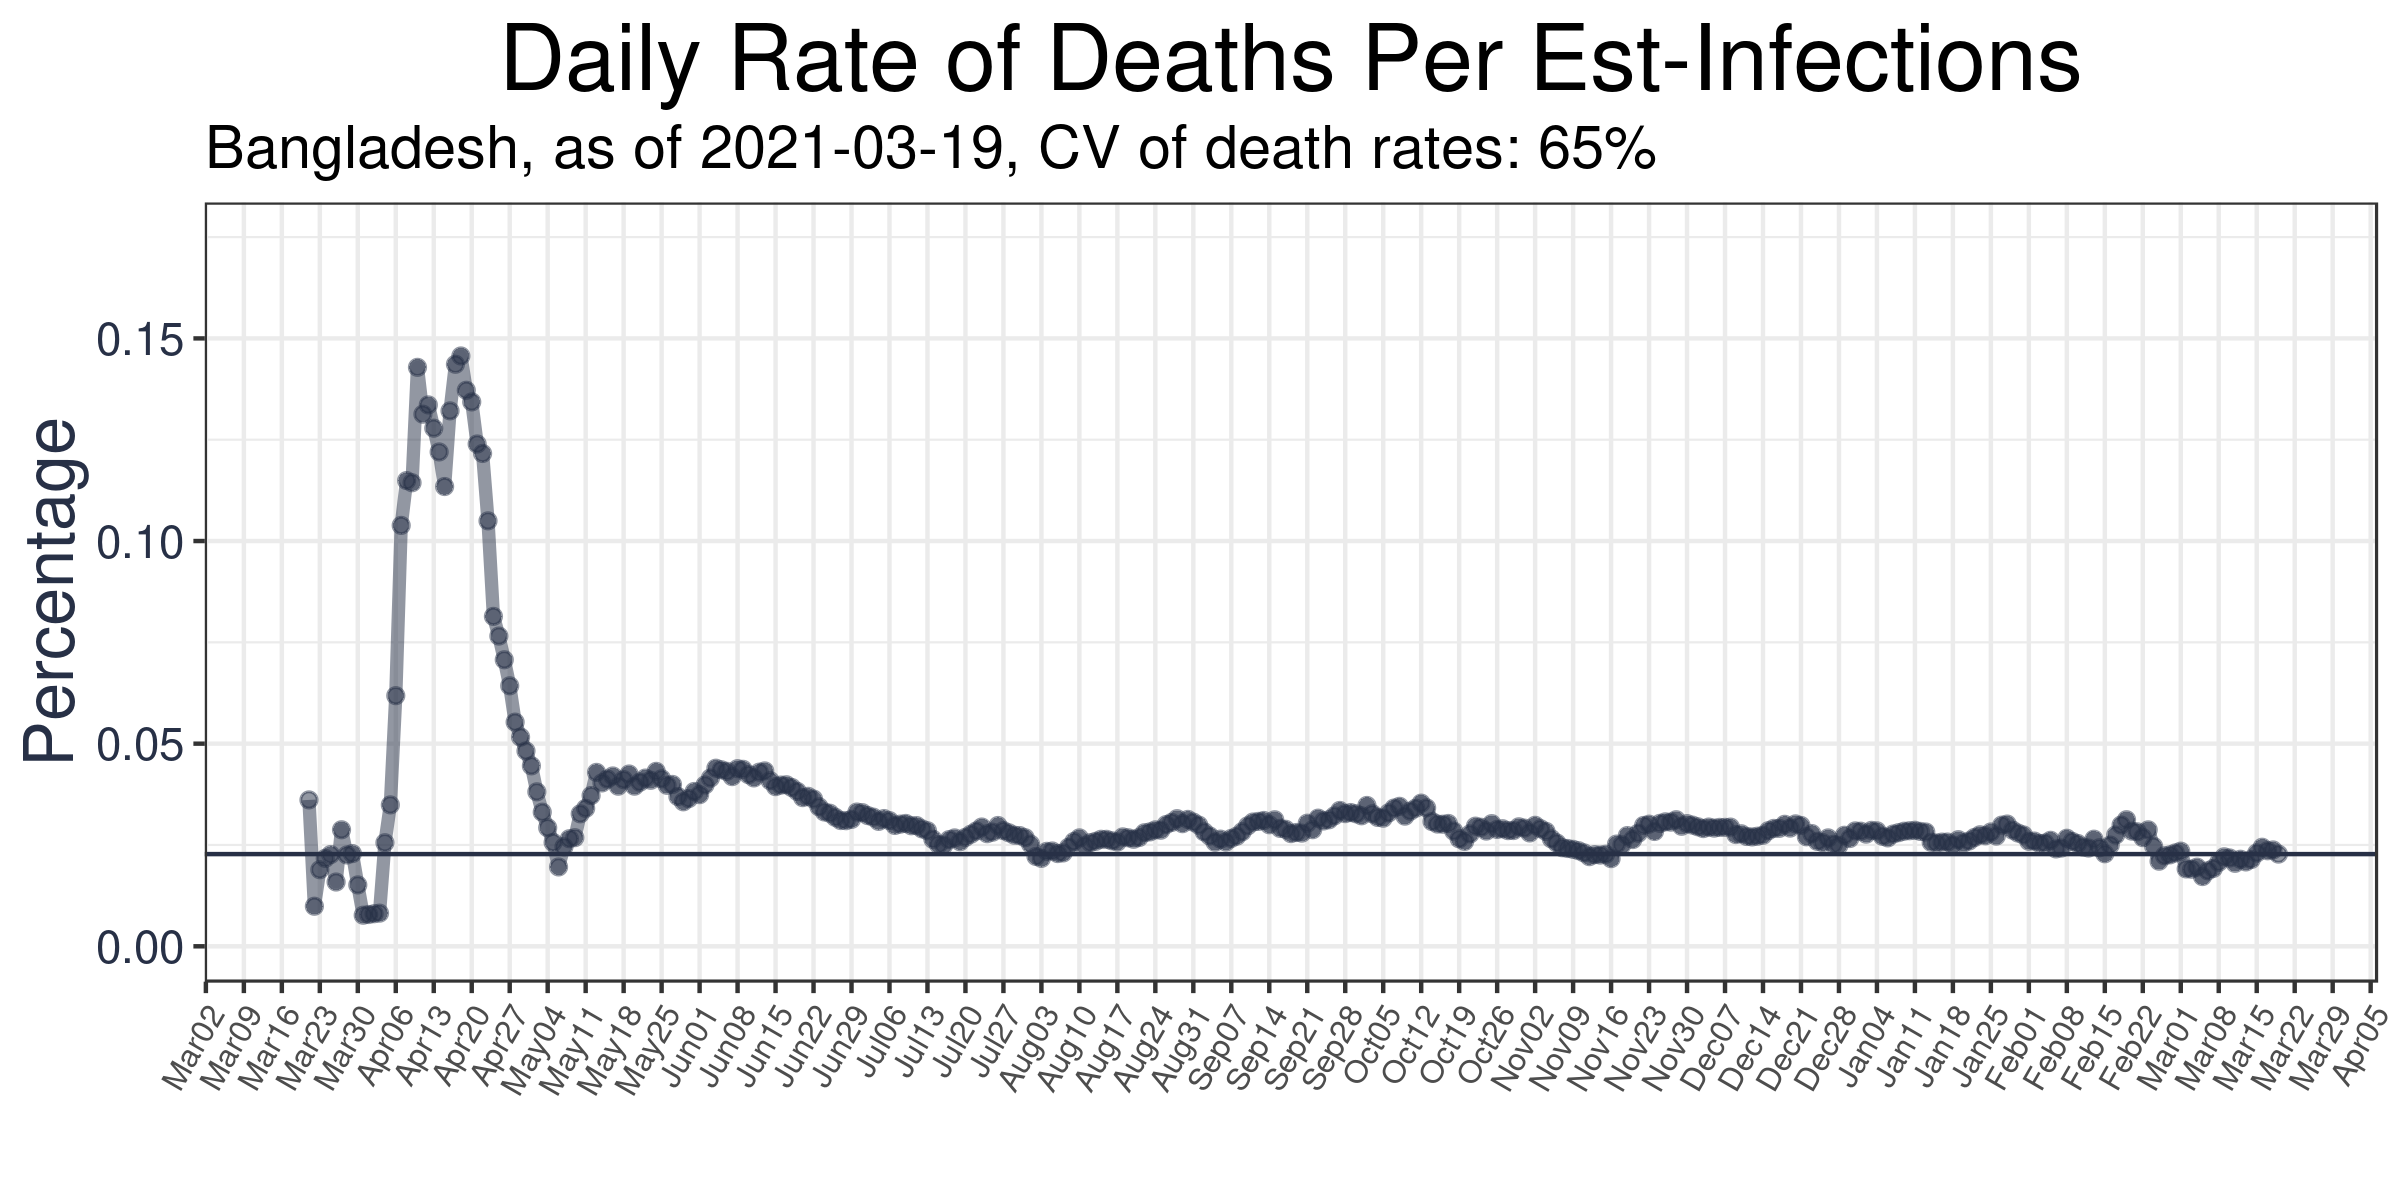 Daily Rate of Deaths Per Est-Infections
Bangladesh, as of 2021-03-19, CV of death rates: 65%
Percentage
0.15
0.10
0.05
0.00
Mar02 Mar09 Mar16 Mar23 Mar30 Apr06 Apr13 Apr20 Apr27 May04 May11 May18 May25 Jun01 Jun08 Jun15 Jun22 Jun29 Jul06 Jul13 Jul20 Jul27 Aug03 Aug10 Aug17 Aug24 Aug31 Sep07 Sep14 Sep21 Sep28 Oct05 Oct12 Oct19 Oct26 Nov02 Nov09 Nov16 Nov23 Nov30 Dec07 Dec14 Dec21 Dec28 Jan04 Jan11 Jan18 Jan25 Feb01 Feb08 Feb15 Feb22 Mar01 Mar08 Mar15 Mar22 Mar29 Apr05